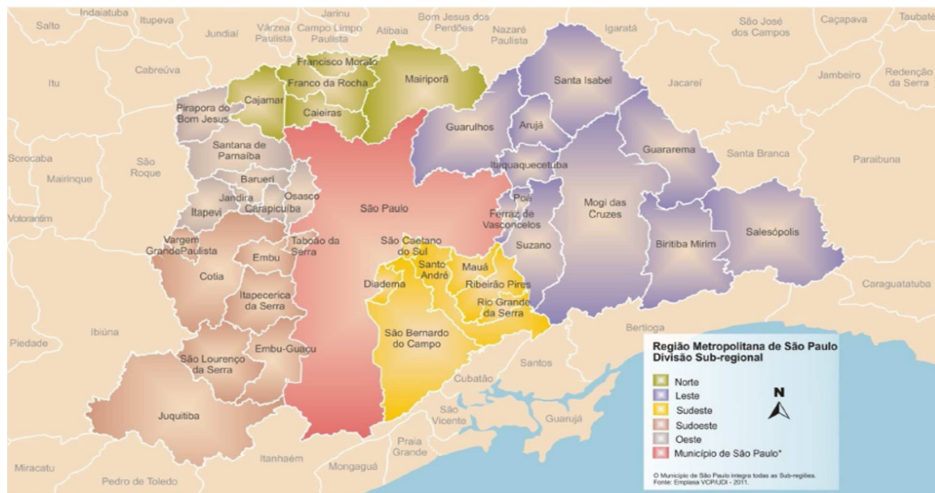 Indaiatuba
Itupeva
Jarinu
Bom Jesus dos
Perdões
Salto
Jundiaí
Várzea
Paulista
Campo Limpo
Paulista
Atibaia
Nazaré
Paulista
Igaratá
São José
dos Campos
Caçapava
Taubaté
Itu
Cabreúva
Francisco Morato
Franco da Rocha
Mairiporã
Santa Isabel
Jacareí
Jambeiro
Redenção
da Serra
Pirapora do
Bom Jesus
Cajamar
Caieiras
Guarulhos
Arujá
Guararema
Santa Branca
Paraibuna
Sorocaba
Mairinque
São
Roque
Santana de
Parnaíba
Itaquaquecetuba
Barueri
Jandira
Osasco
Itapevi
Carapicuíba
São Paulo
Poá
Ferraz de
Vasconcelos
Mogi das
Cruzes
Votorantim
Vargem
GrandePaulista
Taboão da
Serra
São Caetano
do Sul
Suzano
Biritiba Mirim
Salesópolis
Cotia
Embu
Santo
André
Mauá
Diadema
Ribeirão Pires
Itapecerica
da Serra
Rio Grande
da Serra
Caraguatatuba
Ibiúna
Piedade
São Bernardo
do Campo
Bertioga
São Lourenço
da Serra
Embu-Guaçu
Santos
Cubatão
Juquitiba
São
Vicente
Guarujá
Praia
Grande
Itanhaém
Mongaguá
Miracatu
Pedro de Toledo
Região Metropolitana de São Paulo
Divisão Sub-regional
Norte
Leste
Sudeste
Sudoeste
Oeste
Município de São Paulo*
N
O Município de São Paulo integra todas as Sub-regiões.
Fonte: Emplasa VCP/UDI - 2011.